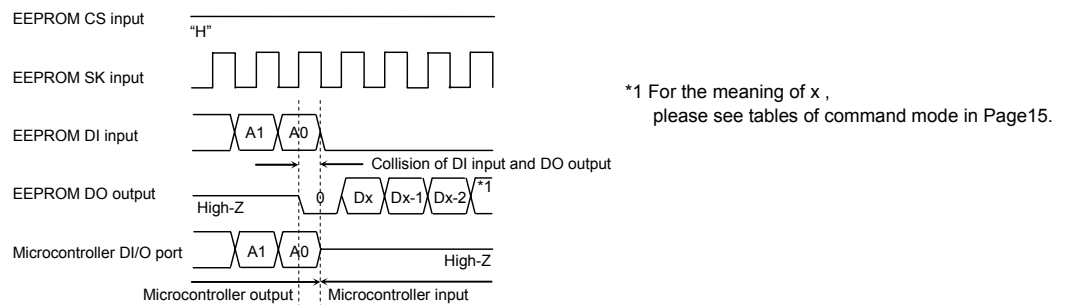 EEPROM CS input
“H”
EEPROM SK input
*1 For the meaning of x ,
please see tables of command mode in Page15.
EEPROM DI input
A1 A0
Collision of DI input and DO output
EEPROM DO output
High-Z
0 Dx Dx-1 Dx-2 *1
Microcontroller DI/O port
A1 A0
High-Z
Microcontroller output Microcontroller input